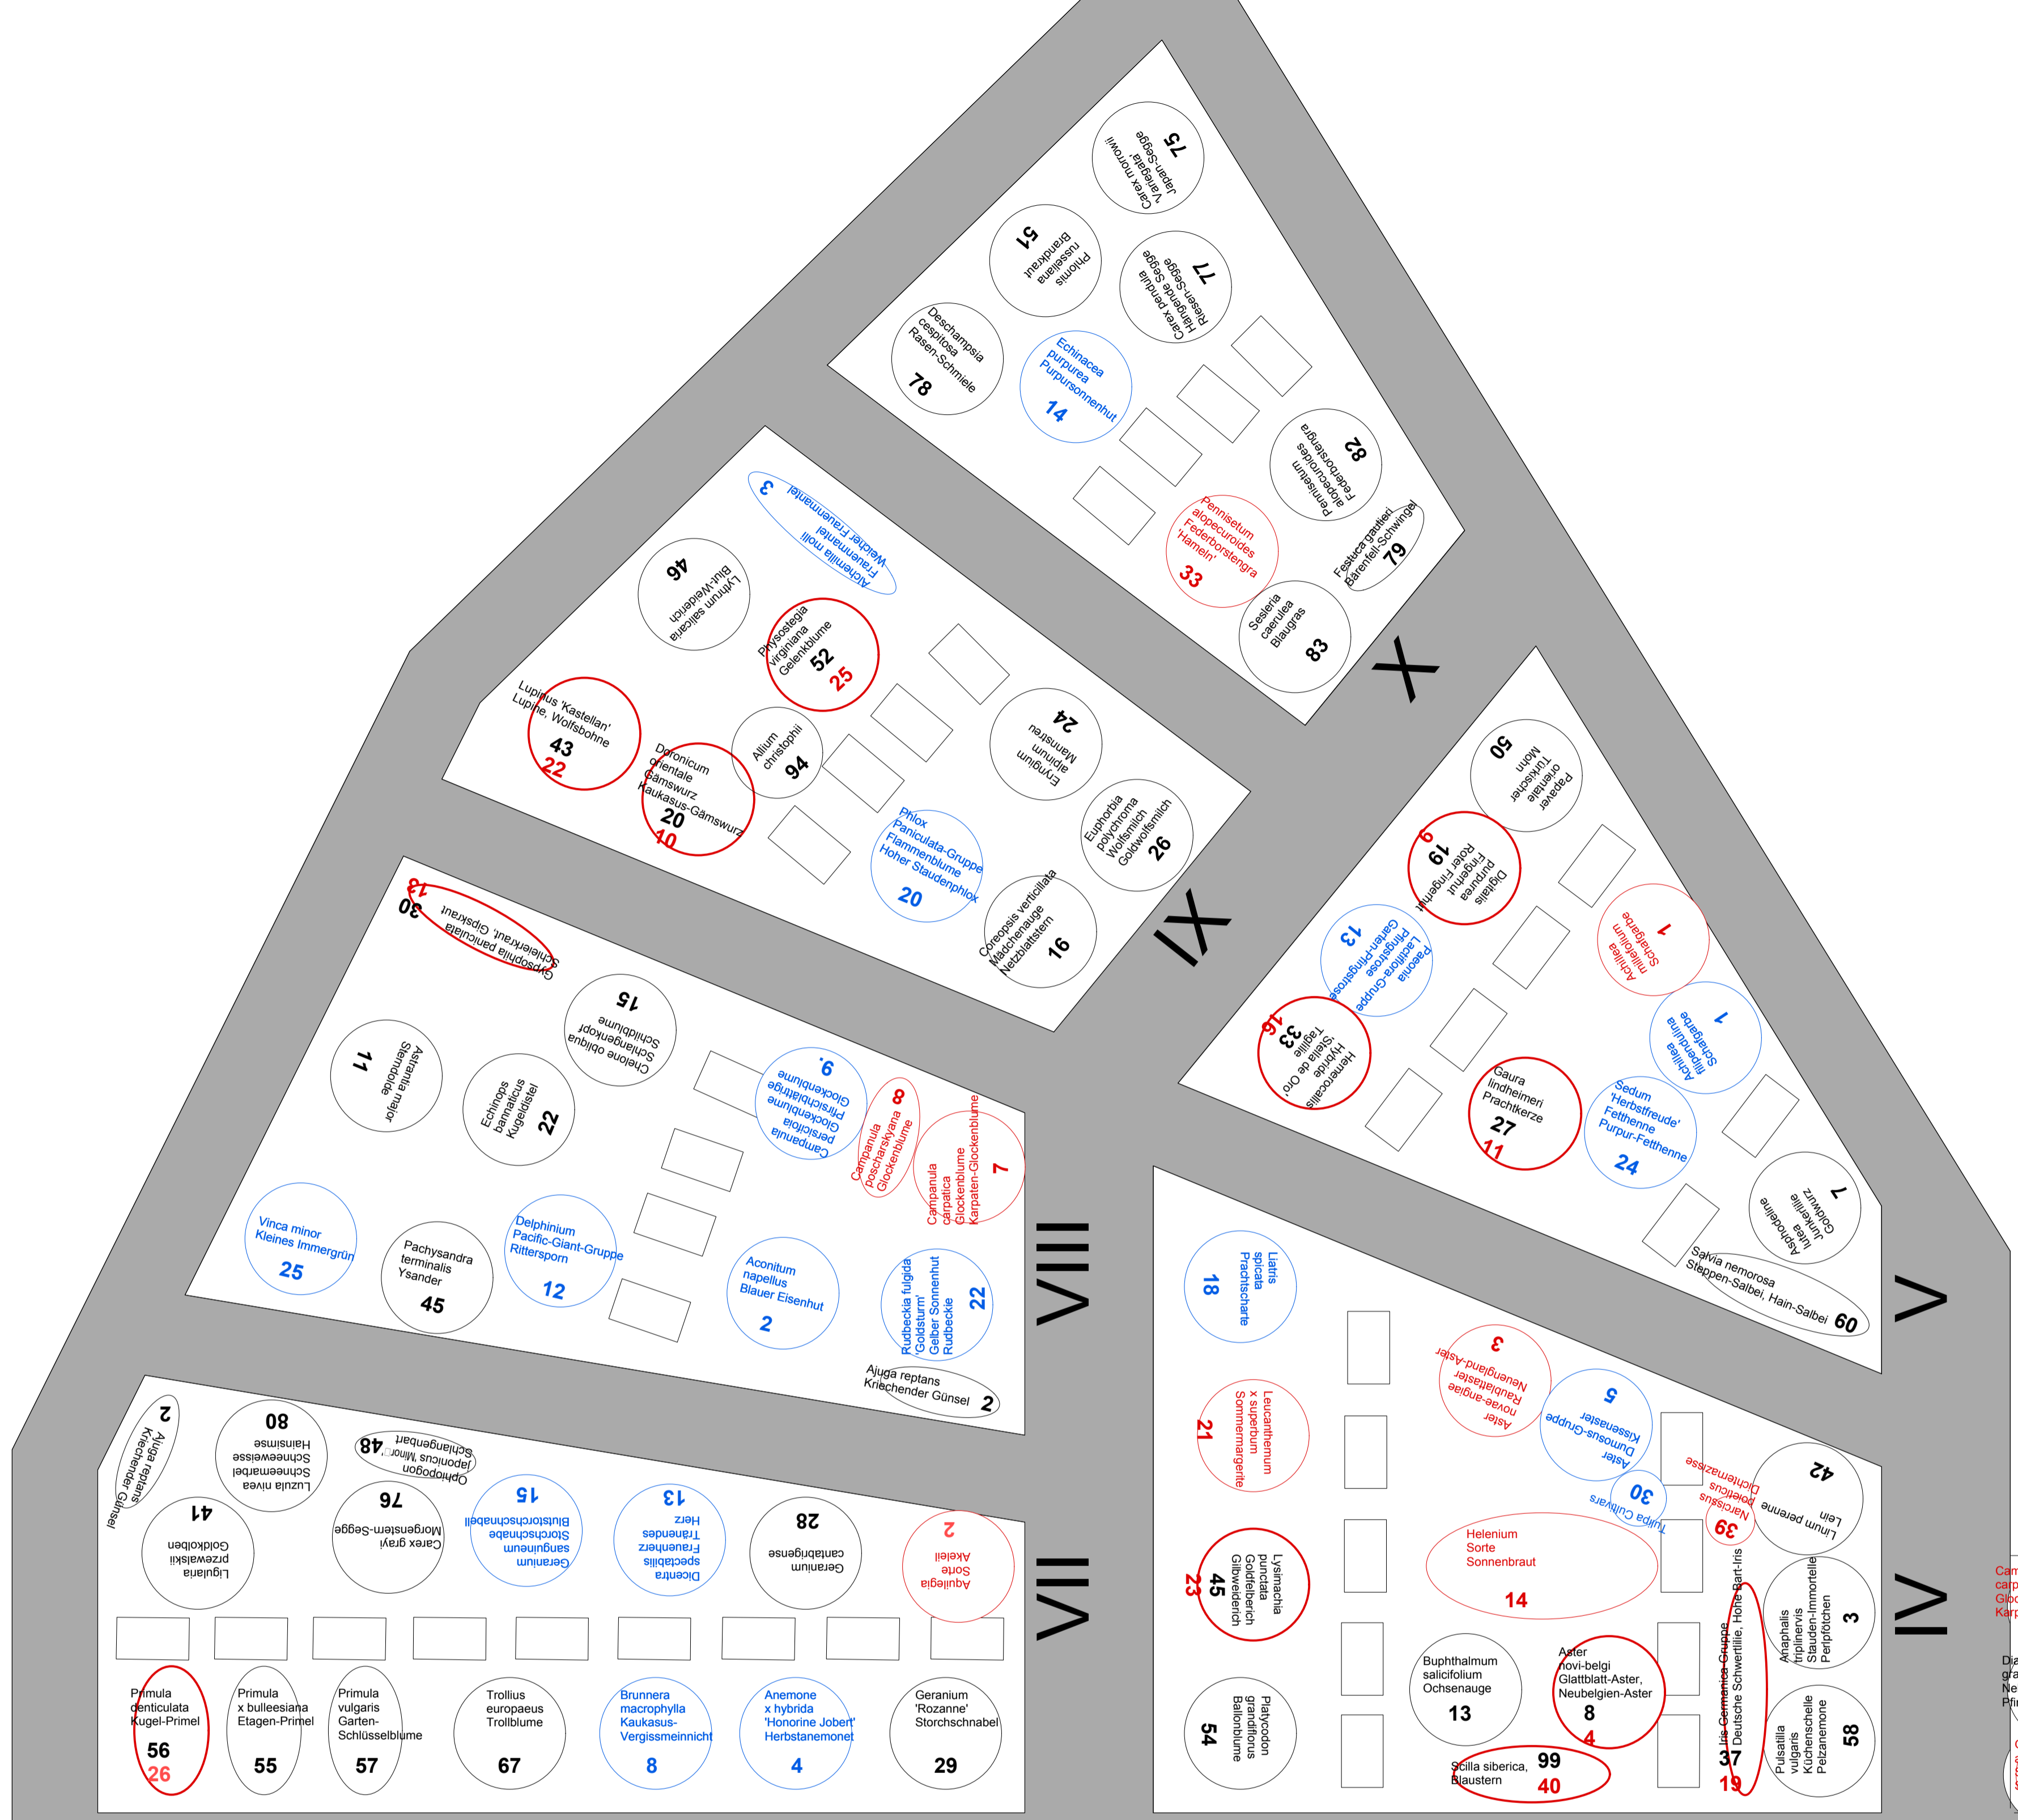 75
Carex morrowii
'Variegata'
Japan-Segge
51
Phlomis
russeliana
Brandkraut
77
Carex pendula
Hängende Segge
Riesen-Segge
Deschampsia
cespitosa
Rasen-Schmiele
78
Echinacea
purpurea
Purpursonnenhut
14
82
Pennisetum
alopecuroides
Federborstengra
Pennisetum
alopecuroides
Federborstengra
'Hameln'
33
Festuca gautieri
Bärenfell-Schwingel
79
Sesleria
caerulea
Blaugras
83
X
3
Alchemilla molli
Frauenmantel
Weicher Frauenmantel
46
Lythrum salicaria
Blut-Weiderich
Physostegia
virginiana
Gelenkblume
52
25
Lupinus 'Kastellan'
Lupine, Wolfsbohne
43
22
Doronicum
orientale
Gämswurz
Kaukasus-Gämswurz
20
10
Allium
christophii
94
24
Eryngium
alpinum
Mannstreu
Euphorbia
polychroma
Wolfsmilch
Goldwolfsmilch
26
Phlox
Paniculata-Gruppe
Flammenblume
Hoher Staudenphlox
20
Coreopsis verticillata
Mädchenauge
Netzblattstern
16
IX
50
Papaver
orientale
Türkischer
Mohn
9
19
Digitalis
purpurea
Fingerhut
Roter Fingerhut
13
Paeonia
Lactiflora-Gruppe
Pfingstrose
Garten-Pfingstrose
16
33
Hemerocallis
Hybride
'Stella de Oro'
Taglilie
1
Achillea
millefolium
Schafgarbe
1
Achillea
filipendulina
Schafgarbe
Gaura
lindheimeri
Prachtkerze
27
11
Sedum
'Herbstfreude'
Fetthenne
Purpur-Fetthenne
24
7
Asphodeline
lutea
Junkerlilie
Goldwurz
Salvia nemorosa
Steppen-Salbei, Hain-Salbei
60
V
13
30
Gypsophila paniculata
Schleierkraut, Gipskraut
11
Astrantia major
Sterndolde
15
Chelone obliqua
Schlangenkopf
Schildblume
Echinops
bannaticus
Kugeldistel
22
9.
Campanula
persicifolia
Glockenblume
Pfirsichblättrige
Glockenblume
8
Campanula
poscharskyana
Glockenblume
Campanula
carpatica
Glockenblume
Karpaten-Glockenblume
7
Vinca minor
Kleines Immergrün
25
Pachysandra
terminalis
Ysander
45
Delphinium
Pacific-Giant-Gruppe
Rittersporn
12
Aconitum
napellus
Blauer Eisenhut
2
Rudbeckia fulgida
'Goldsturm'
Gelber Sonnenhut
Rudbeckie
22
Ajuga reptans
Kriechender Günsel
2
VIIII
2
Ajuga reptans
Kriechender Günsel
80
Luzula nivea
Schneemarbel
Schneeweisse
Hainsimse
48
Ophiopogon
japonicus 'Minor'
Schlangenbart
41
Ligularia
przewalskii
Goldkolben
76
Carex grayi
Morgenstern-Segge
15
Geranium
sanguineum
Storchschnabe
Blutstorchschnabell
13
Dicentra
spectabilis
Frauenherz
Tränendes
Herz
28
Geranium
cantabrigense
2
Aquilegia
Sorte
Akelei
VIII
Primula
denticulata
Kugel-Primel
56
26
Primula
x bulleesiana
Etagen-Primel
55
Primula
vulgaris
Garten-
Schlüsselblume
57
Trollius
europaeus
Trollblume
67
Brunnera
macrophylla
Kaukasus-
Vergissmeinnicht
8
Anemone
x hybrida
'Honorine Jobert'
Herbstanemonet
4
Geranium
'Rozanne'
Storchschnabel
29
Liatris
spicata
Prachtscharte
18
Leucanthemum
x superbum
Sommermargerite
21
Lysimachia
punctata
Goldfelberich
Gilbweiderich
45
23
Platycodon
grandiflorus
Ballonblume
54
3
Aster
novae-angiae
Raublattaster
Neuengland-Aster
5
Aster
Dumosus-Gruppe
Kissenaster
30
Tulipa Cultivars
39
Narcissus
poieticus
Dichternazisse
42
Linum perenne
Lein
Helenium
Sorte
Sonnenbraut
14
Buphthalmum
salicifolium
Ochsenauge
13
Aster
novi-belgi
Glattblatt-Aster,
Neubelgien-Aster
8
4
Scilla siberica,
Blaustern
99
40
Iris Germanica Gruppe
Deutsche Schwertlilie, Hohe Bart-Iris
37
19
Anaphalis
triplinervis
Stauden-Immortelle
Perlpfötchen
3
Pulsatilla
vulgaris
Küchenschelle
Pelzanemone
58
IV